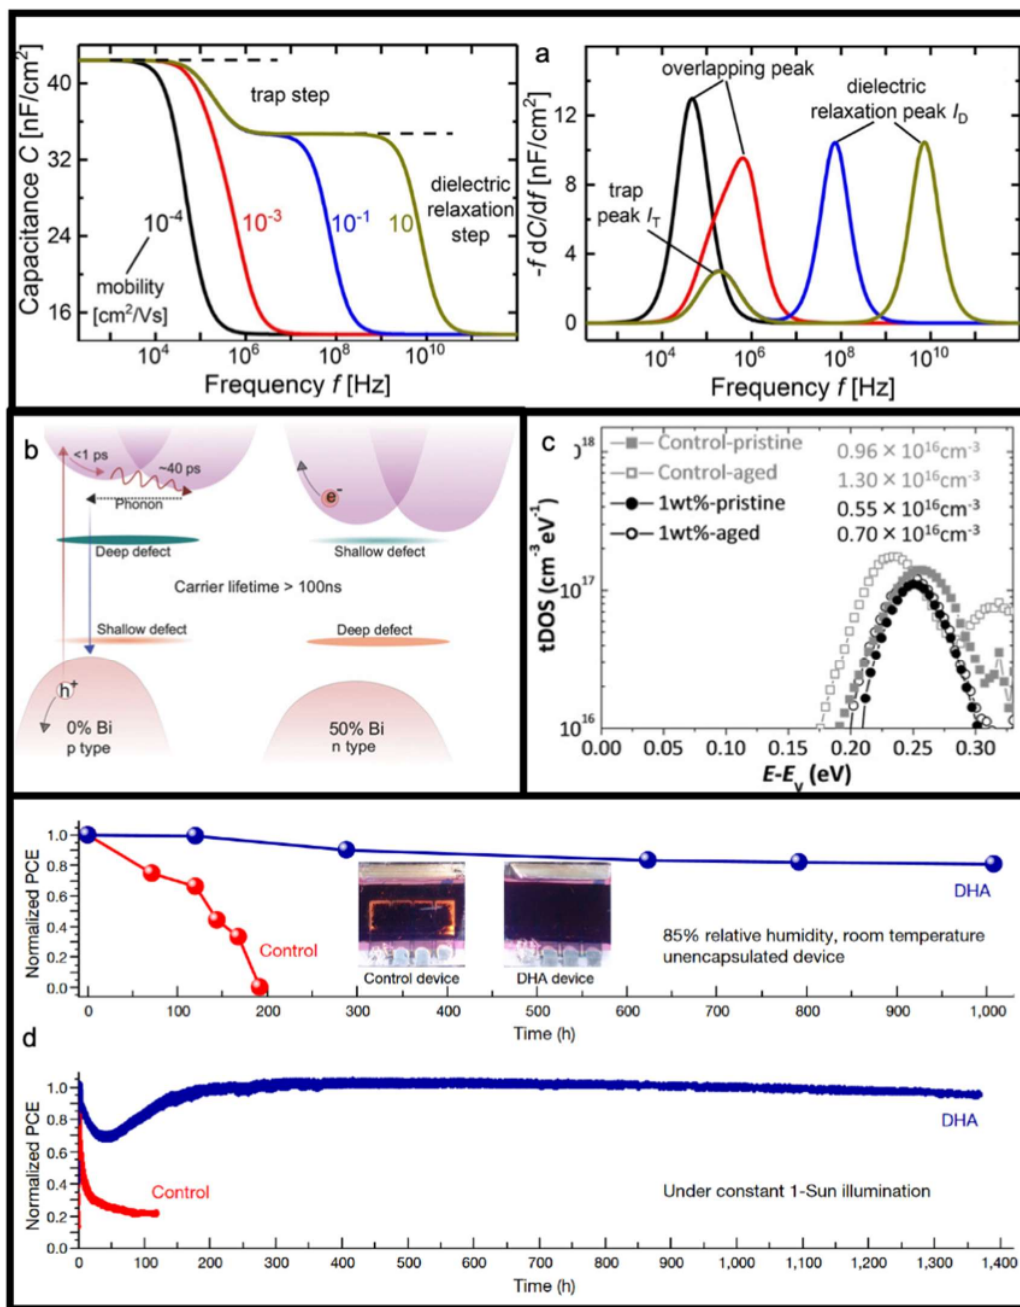 a
Capacitance C [nF/cm²]
40
32
24
16
trap step
dielectric
relaxation
step
10⁻⁴
10⁻³
10⁻¹
10
mobility
[cm²/Vs]
10⁴
10⁶
10⁸
10¹⁰
Frequency f [Hz]
-f dC/df [nF/cm²]
12
8
4
0
overlapping peak
dielectric
relaxation peak I_D
trap
peak I_T
10⁴
10⁶
10⁸
10¹⁰
Frequency f [Hz]
b
<1 ps
~40 ps
Phonon
e⁻
Deep defect
Shallow defect
Carrier lifetime > 100ns
Shallow defect
Deep defect
h⁺
0% Bi
p type
50% Bi
n type
c
tDOS (cm⁻³ eV⁻¹)
10¹⁸
10¹⁷
10¹⁶
Control-pristine 0.96 × 10¹⁶cm⁻³
Control-aged 1.30 × 10¹⁶cm⁻³
1wt%-pristine 0.55 × 10¹⁶cm⁻³
1wt%-aged 0.70 × 10¹⁶cm⁻³
0.00 0.05 0.10 0.15 0.20 0.25 0.30
E-E_v (eV)
Normalized PCE
1.0
0.8
0.6
0.4
0.2
0.0
Control
DHA
Control device
DHA device
85% relative humidity, room temperature
unencapsulated device
0 100 200 300 400 500 600 700 800 900 1,000
Time (h)
d
Normalized PCE
1.0
0.8
0.6
0.4
0.2
0.0
DHA
Control
Under constant 1-Sun illumination
0 100 200 300 400 500 600 700 800 900 1,000 1,100 1,200 1,300 1,400
Time (h)